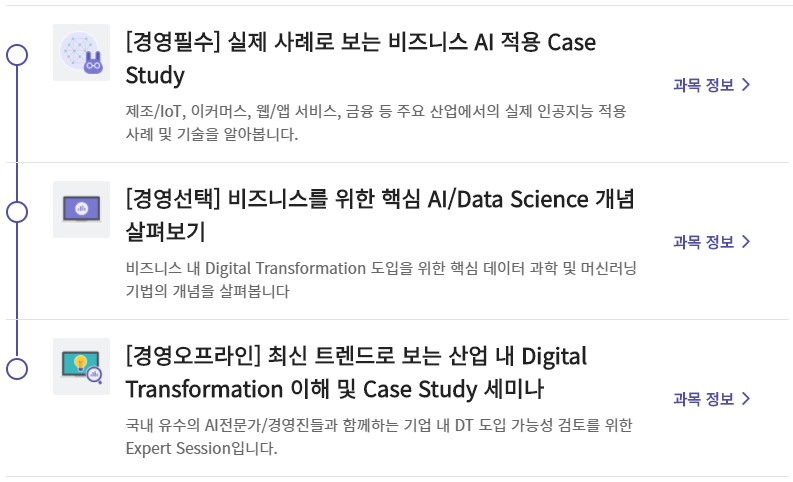 [경영필수] 실제 사례로 보는 비즈니스 AI 적용 Case
Study
과목 정보
제조/IoT, 이커머스, 웹/앱 서비스, 금융 등 주요 산업에서의 실제 인공지능 적용
사례 및 기술을 알아봅니다.
[경영선택] 비즈니스를 위한 핵심 AI/Data Science 개념
살펴보기
과목 정보
비즈니스 내 Digital Transformation 도입을 위한 핵심 데이터 과학 및 머신러닝
기법의 개념을 살펴봅니다
[경영오프라인] 최신 트렌드로 보는 산업 내 Digital
Transformation 이해 및 Case Study 세미나
과목 정보
국내 유수의 AI전문가/경영진들과 함께하는 기업 내 DT 도입 가능성 검토를 위한
Expert Session입니다.